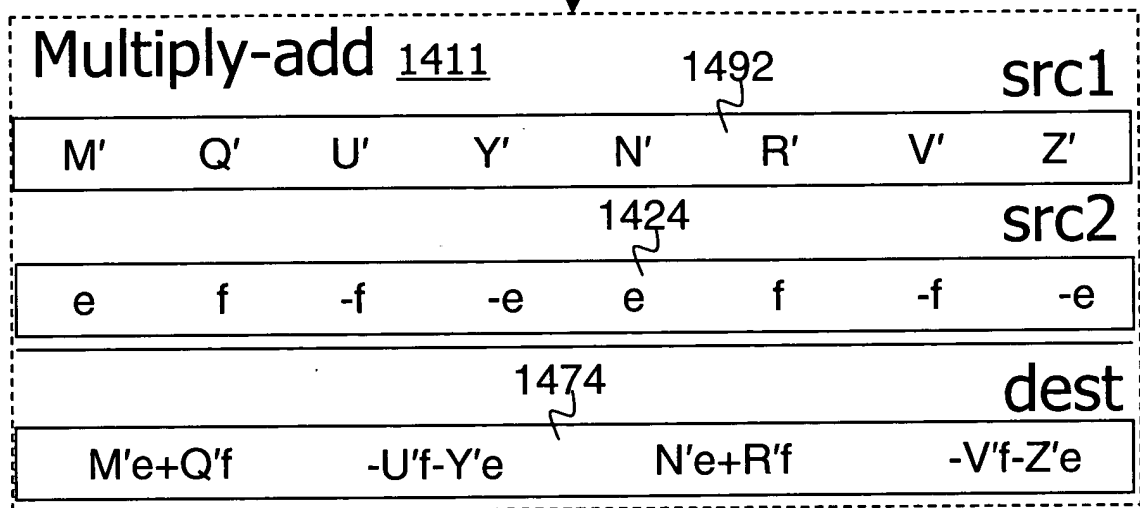 Multiply-add 1411 1492 src1
M' Q' U' Y' N' R' V' Z'
1424 src2
e f -f -e e f -f -e
1474 dest
M'e+Q'f -U'f-Y'e N'e+R'f -V'f-Z'e